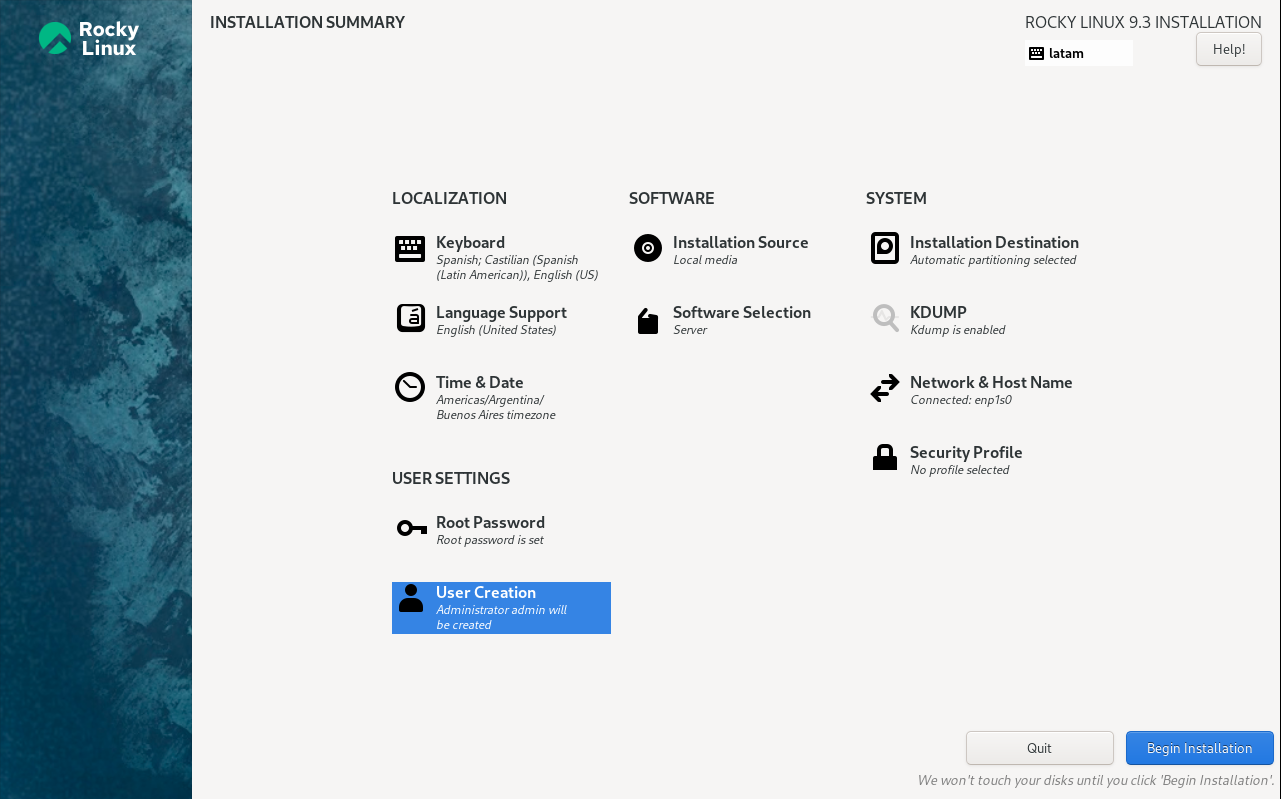 Rocky
Linux
INSTALLATION SUMMARY
ROCKY LINUX 9.3 INSTALLATION
latam
Help!
LOCALIZATION
Keyboard
Spanish; Castilian (Spanish
(Latin American)), English (US)
Language Support
English (United States)
Time & Date
Americas/Argentina/
Buenos Aires timezone
USER SETTINGS
Root Password
Root password is set
User Creation
Administrator admin will
be created
SOFTWARE
Installation Source
Local media
Software Selection
Server
SYSTEM
Installation Destination
Automatic partitioning selected
KDUMP
Kdump is enabled
Network & Host Name
Connected: enp1s0
Security Profile
No profile selected
Quit
Begin Installation
We won't touch your disks until you click 'Begin Installation'.